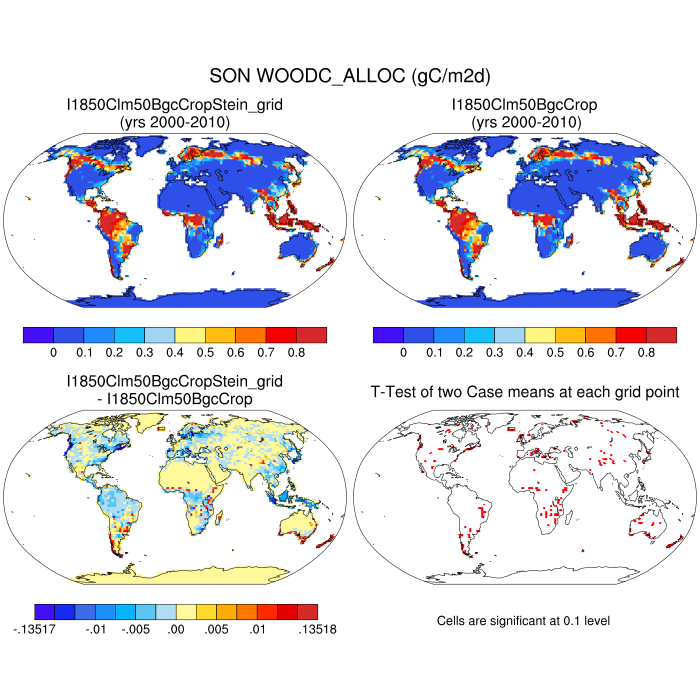 SON WOODC_ALLOC (gC/m2d)
I1850Clm50BgcCropStein_grid
(yrs 2000-2010)
I1850Clm50BgcCrop
(yrs 2000-2010)
0 0.1 0.2 0.3 0.4 0.5 0.6 0.7 0.8
0 0.1 0.2 0.3 0.4 0.5 0.6 0.7 0.8
I1850Clm50BgcCropStein_grid
- I1850Clm50BgcCrop
T-Test of two Case means at each grid point
-.13517 -.01 -.005 .00 .005 .01 .13518
Cells are significant at 0.1 level